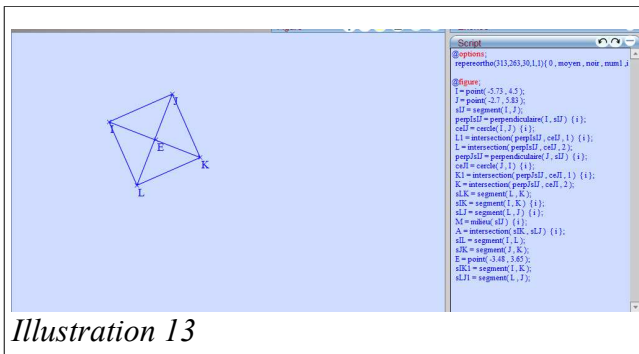 J
I
E
K
L
Script
@options;
repereortho(313,263,30,1,1){ 0 , moyen , noir , num1 ,i
@figure;
I = point( -5.73 , 4.5 );
J = point( -2.7 , 5.83 );
sIJ = segment( I , J );
perpIsIJ = perpendiculaire( I , sIJ ) { i };
ceIJ = cercle( I , J ) { i };
L1 = intersection( perpIsIJ , ceIJ , 1 ) { i };
L = intersection( perpIsIJ , ceIJ , 2 );
perpJsIJ = perpendiculaire( J , sIJ ) { i };
ceJI = cercle( J , I ) { i };
K1 = intersection( perpJsIJ , ceJI , 1 ) { i };
K = intersection( perpJsIJ , ceJI , 2 );
sLK = segment( L , K );
sIK = segment( I , K ) { i };
sLJ = segment( L , J ) { i };
M = milieu( sIJ ) { i };
A = intersection( sIK , sLJ ) { i };
sIL = segment( I , L );
sJK = segment( J , K );
E = point( -3.48 , 3.65 );
sIK1 = segment( I , K );
sLJ1 = segment( L , J );
Illustration 13